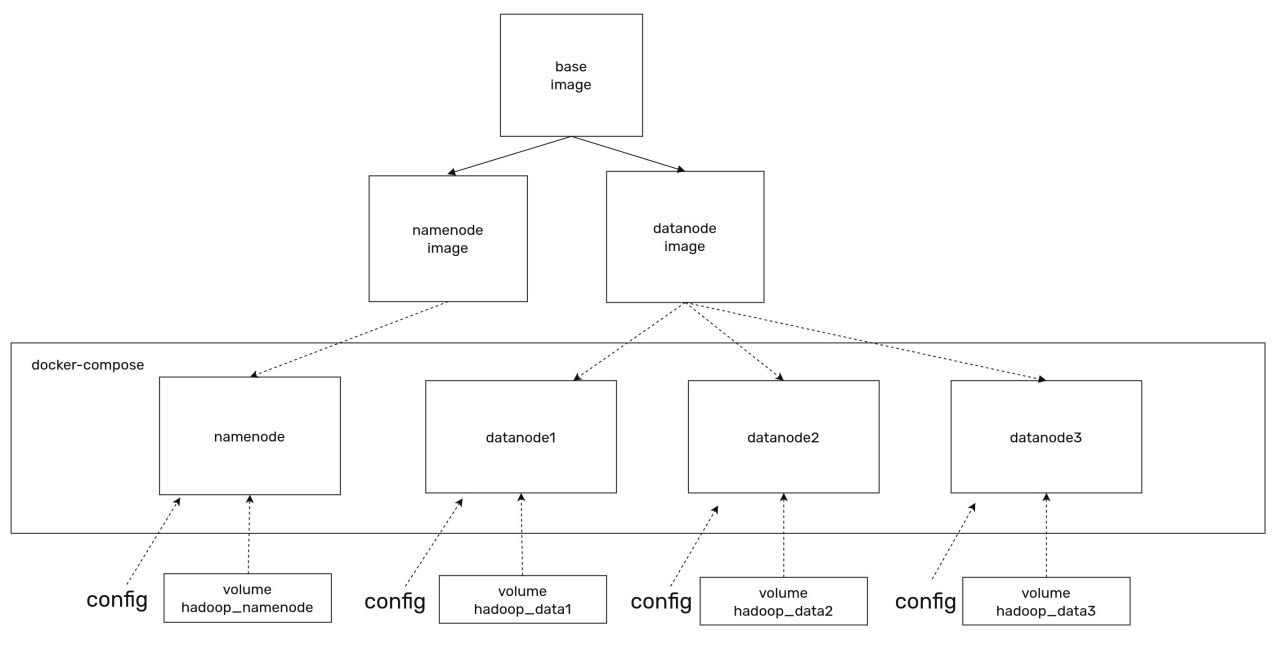 base
image
namenode
image
datanode
image
docker-compose
namenode
datanode1
datanode2
datanode3
config
volume
hadoop_namenode
config
volume
hadoop_data1
config
volume
hadoop_data2
config
volume
hadoop_data3